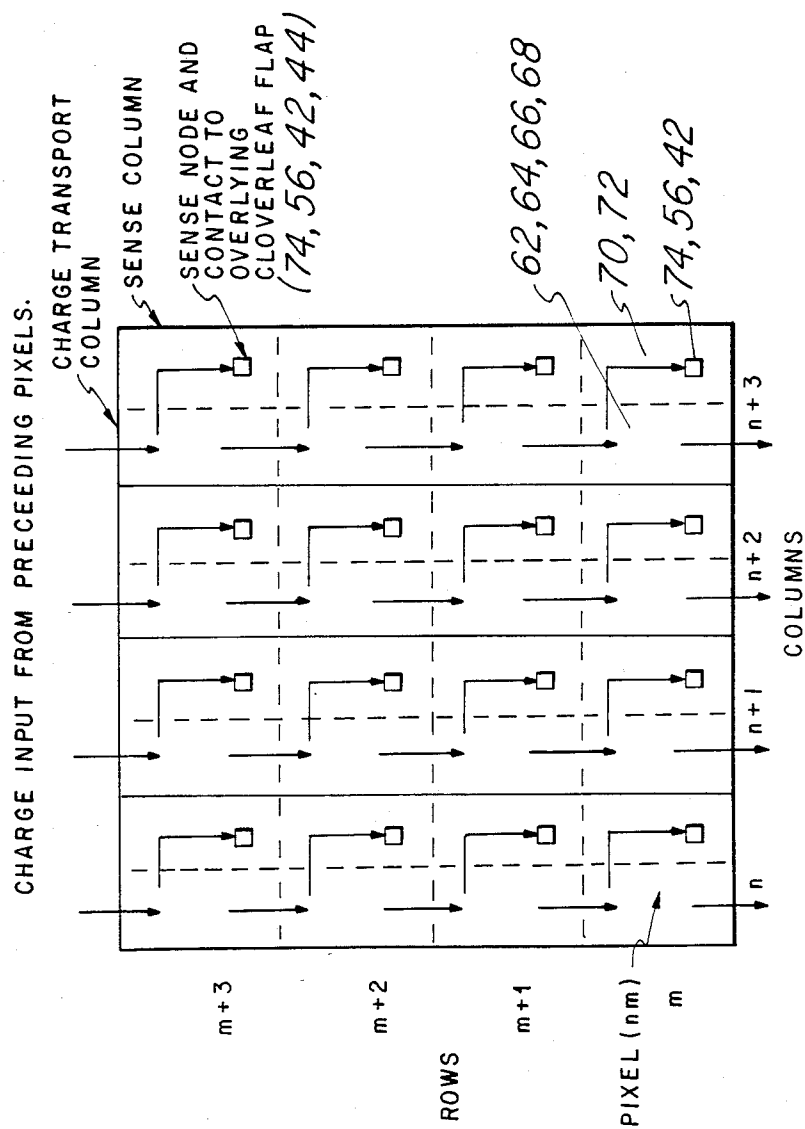 CHARGE INPUT FROM PRECEEDING PIXELS.
CHARGE TRANSPORT
COLUMN
SENSE COLUMN
SENSE NODE AND
CONTACT TO
OVERLYING
CLOVERLEAF FLAP
(74,56,42,44)
62,64,66,68
70,72
74,56,42
m+3
m+2
m+1
m
ROWS
PIXEL (nm)
n
n+1
n+2
n+3
COLUMNS